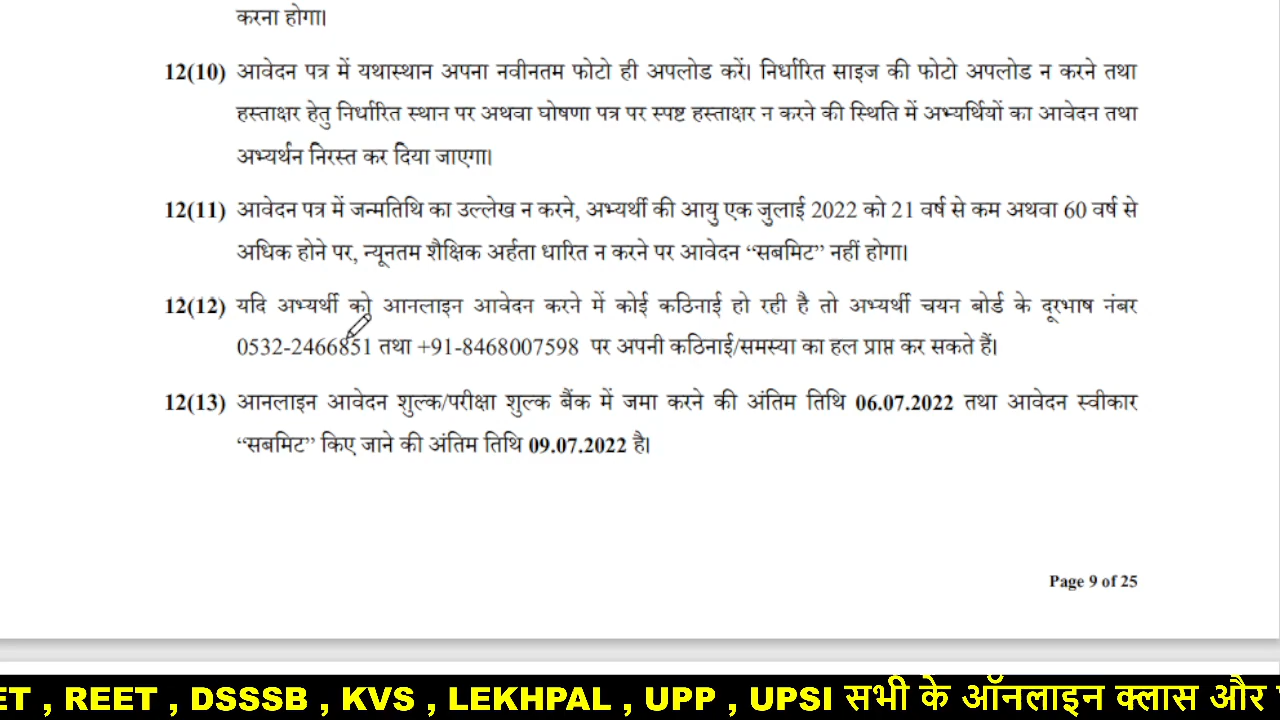 करना होगा।
12(10) आवेदन पत्र में यथास्थान अपना नवीनतम फोटो ही अपलोड करें। निर्धारित साइज की फोटो अपलोड न करने तथा
हस्ताक्षर हेतु निर्धारित स्थान पर अथवा घोषणा पत्र पर स्पष्ट हस्ताक्षर न करने की स्थिति में अभ्यर्थियों का आवेदन तथा
अभ्यर्थन निरस्त कर दिया जाएगा।
12(11) आवेदन पत्र में जन्मतिथि का उल्लेख न करने, अभ्यर्थी की आयु एक जुलाई 2022 को 21 वर्ष से कम अथवा 60 वर्ष से
अधिक होने पर, न्यूनतम शैक्षिक अर्हता धारित न करने पर आवेदन “सबमिट” नहीं होगा।
12(12) यदि अभ्यर्थी को आनलाइन आवेदन करने में कोई कठिनाई हो रही है तो अभ्यर्थी चयन बोर्ड के दूरभाष नंबर
0532-2466851 तथा +91-8468007598 पर अपनी कठिनाई/समस्या का हल प्राप्त कर सकते हैं।
12(13) आनलाइन आवेदन शुल्क/परीक्षा शुल्क बैंक में जमा करने की अंतिम तिथि 06.07.2022 तथा आवेदन स्वीकार
“सबमिट” किए जाने की अंतिम तिथि 09.07.2022 है।
Page 9 of 25
ET , REET , DSSSB , KVS , LEKHPAL , UPP , UPSI सभी के ऑनलाइन क्लास और